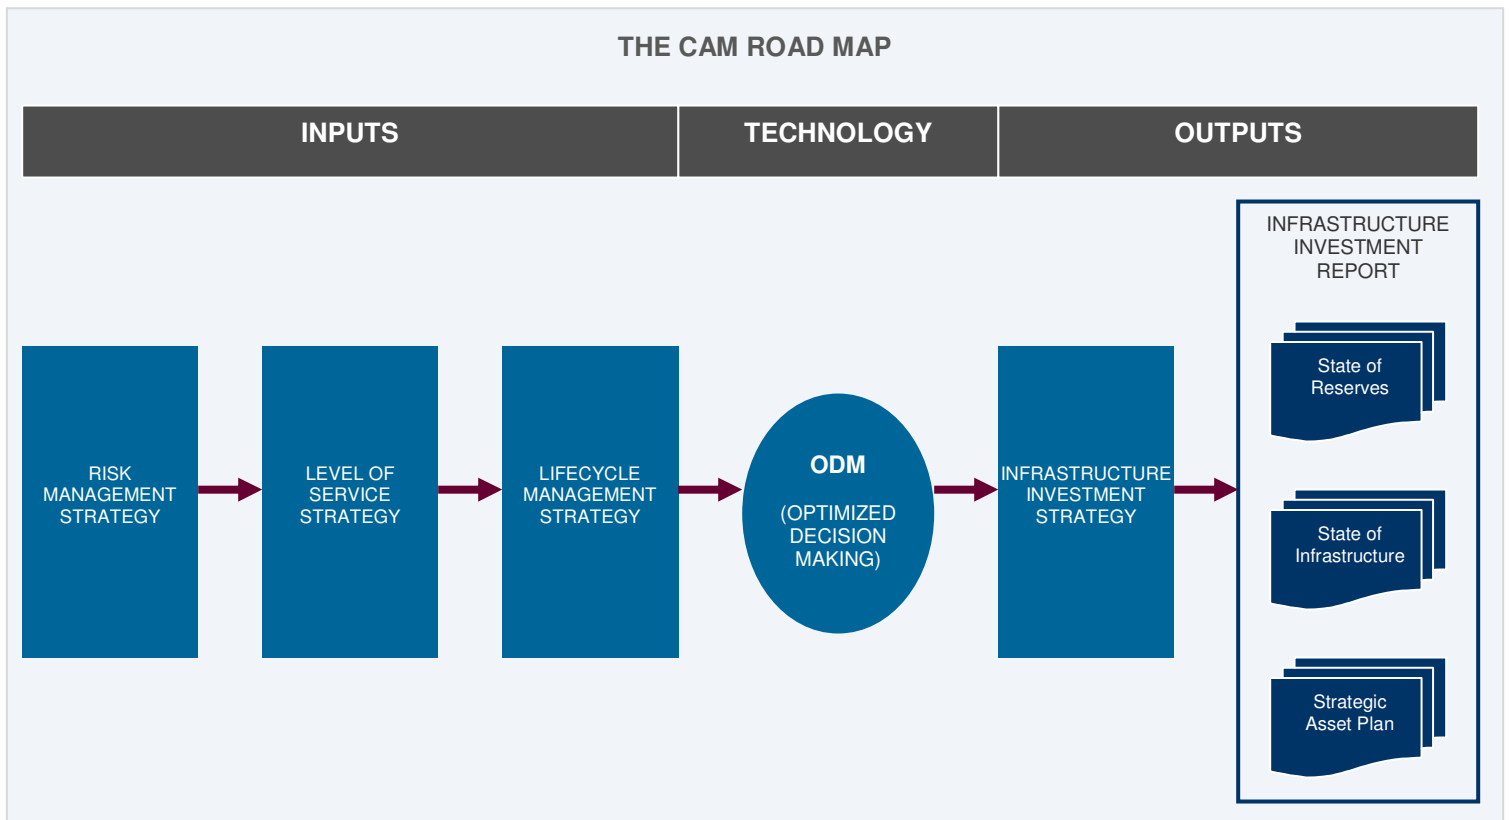 THE CAM ROAD MAP
INPUTS
TECHNOLOGY
OUTPUTS
RISK
MANAGEMENT
STRATEGY
LEVEL OF
SERVICE
STRATEGY
LIFECYCLE
MANAGEMENT
STRATEGY
ODM
(OPTIMIZED
DECISION
MAKING)
INFRASTRUCTURE
INVESTMENT
STRATEGY
INFRASTRUCTURE
INVESTMENT
REPORT
State of
Reserves
State of
Infrastructure
Strategic
Asset Plan